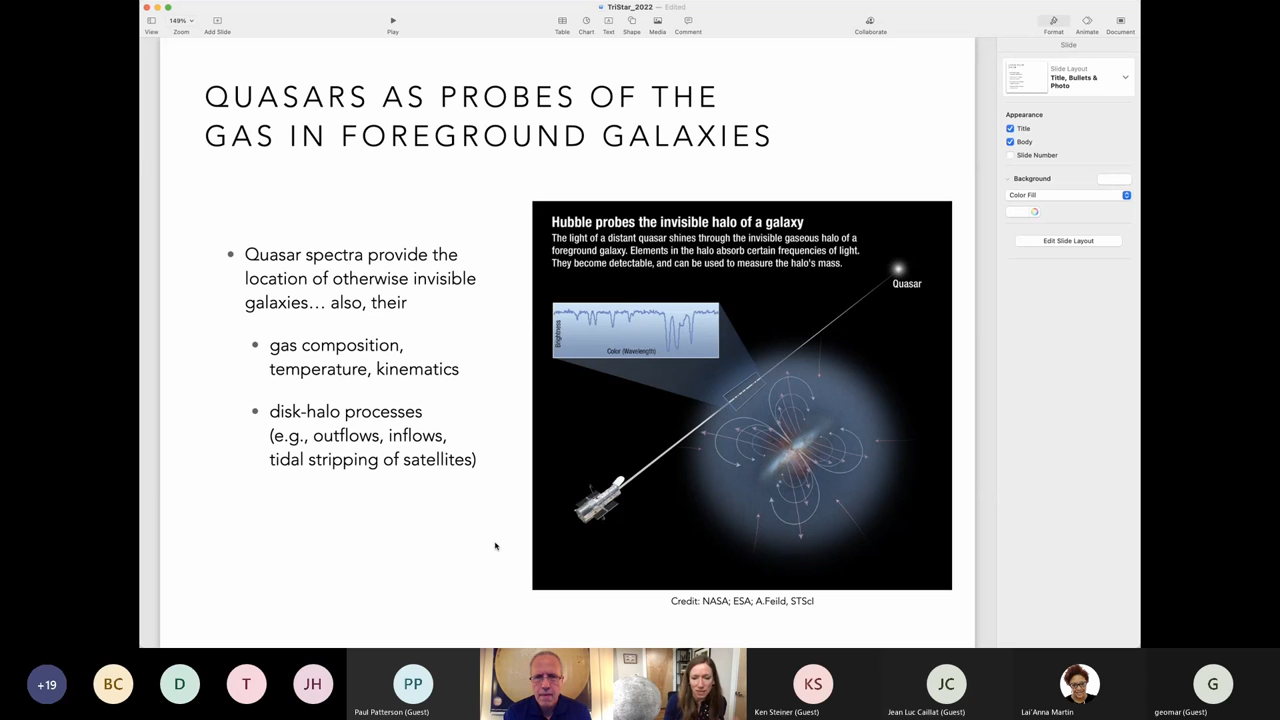 TriStar_2022 — Edited
149%
View
Zoom
Add Slide
Play
Table
Chart
Text
Shape
Media
Comment
Collaborate
Format
Animate
Document
QUASARS AS PROBES OF THE
GAS IN FOREGROUND GALAXIES
• Quasar spectra provide the
location of otherwise invisible
galaxies… also, their
• gas composition,
temperature, kinematics
• disk-halo processes
(e.g., outflows, inflows,
tidal stripping of satellites)
Hubble probes the invisible halo of a galaxy
The light of a distant quasar shines through the invisible gaseous halo of a
foreground galaxy. Elements in the halo absorb certain frequencies of light.
They become detectable, and can be used to measure the halo's mass.
Quasar
Brightness
Color (Wavelength)
Credit: NASA; ESA; A.Feild, STScI
Slide
Slide Layout
Title, Bullets &
Photo
Appearance
Title
Body
Slide Number
Background
Color Fill
Edit Slide Layout
+19
BC
D
T
JH
PP
Paul Patterson (Guest)
KS
Ken Steiner (Guest)
JC
Jean Luc Caillat (Guest)
Lai'Anna Martin
G
geomar (Guest)